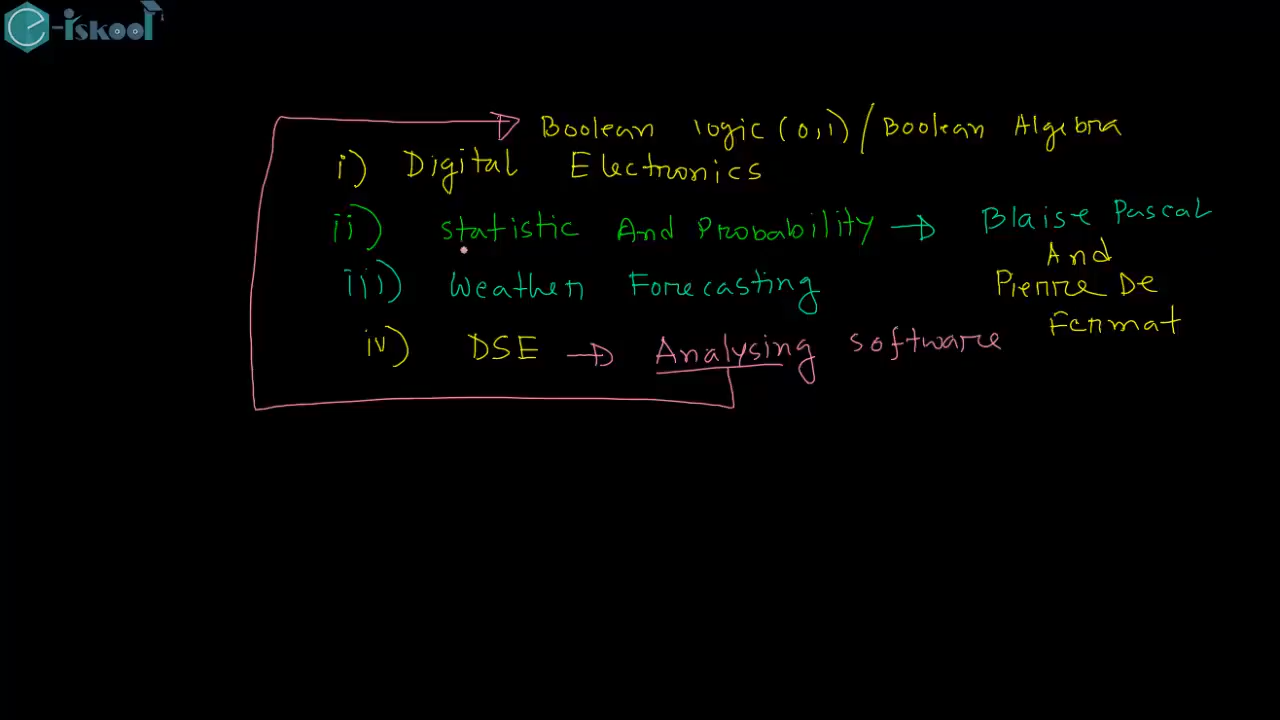 e-iskool
Boolean logic (0,1) / Boolean Algebra
i) Digital Electronics
ii) Statistic And Probability → Blaise Pascal
And
iii) Weather Forecasting Pierre De
Fermat
iv) DSE → Analysing software